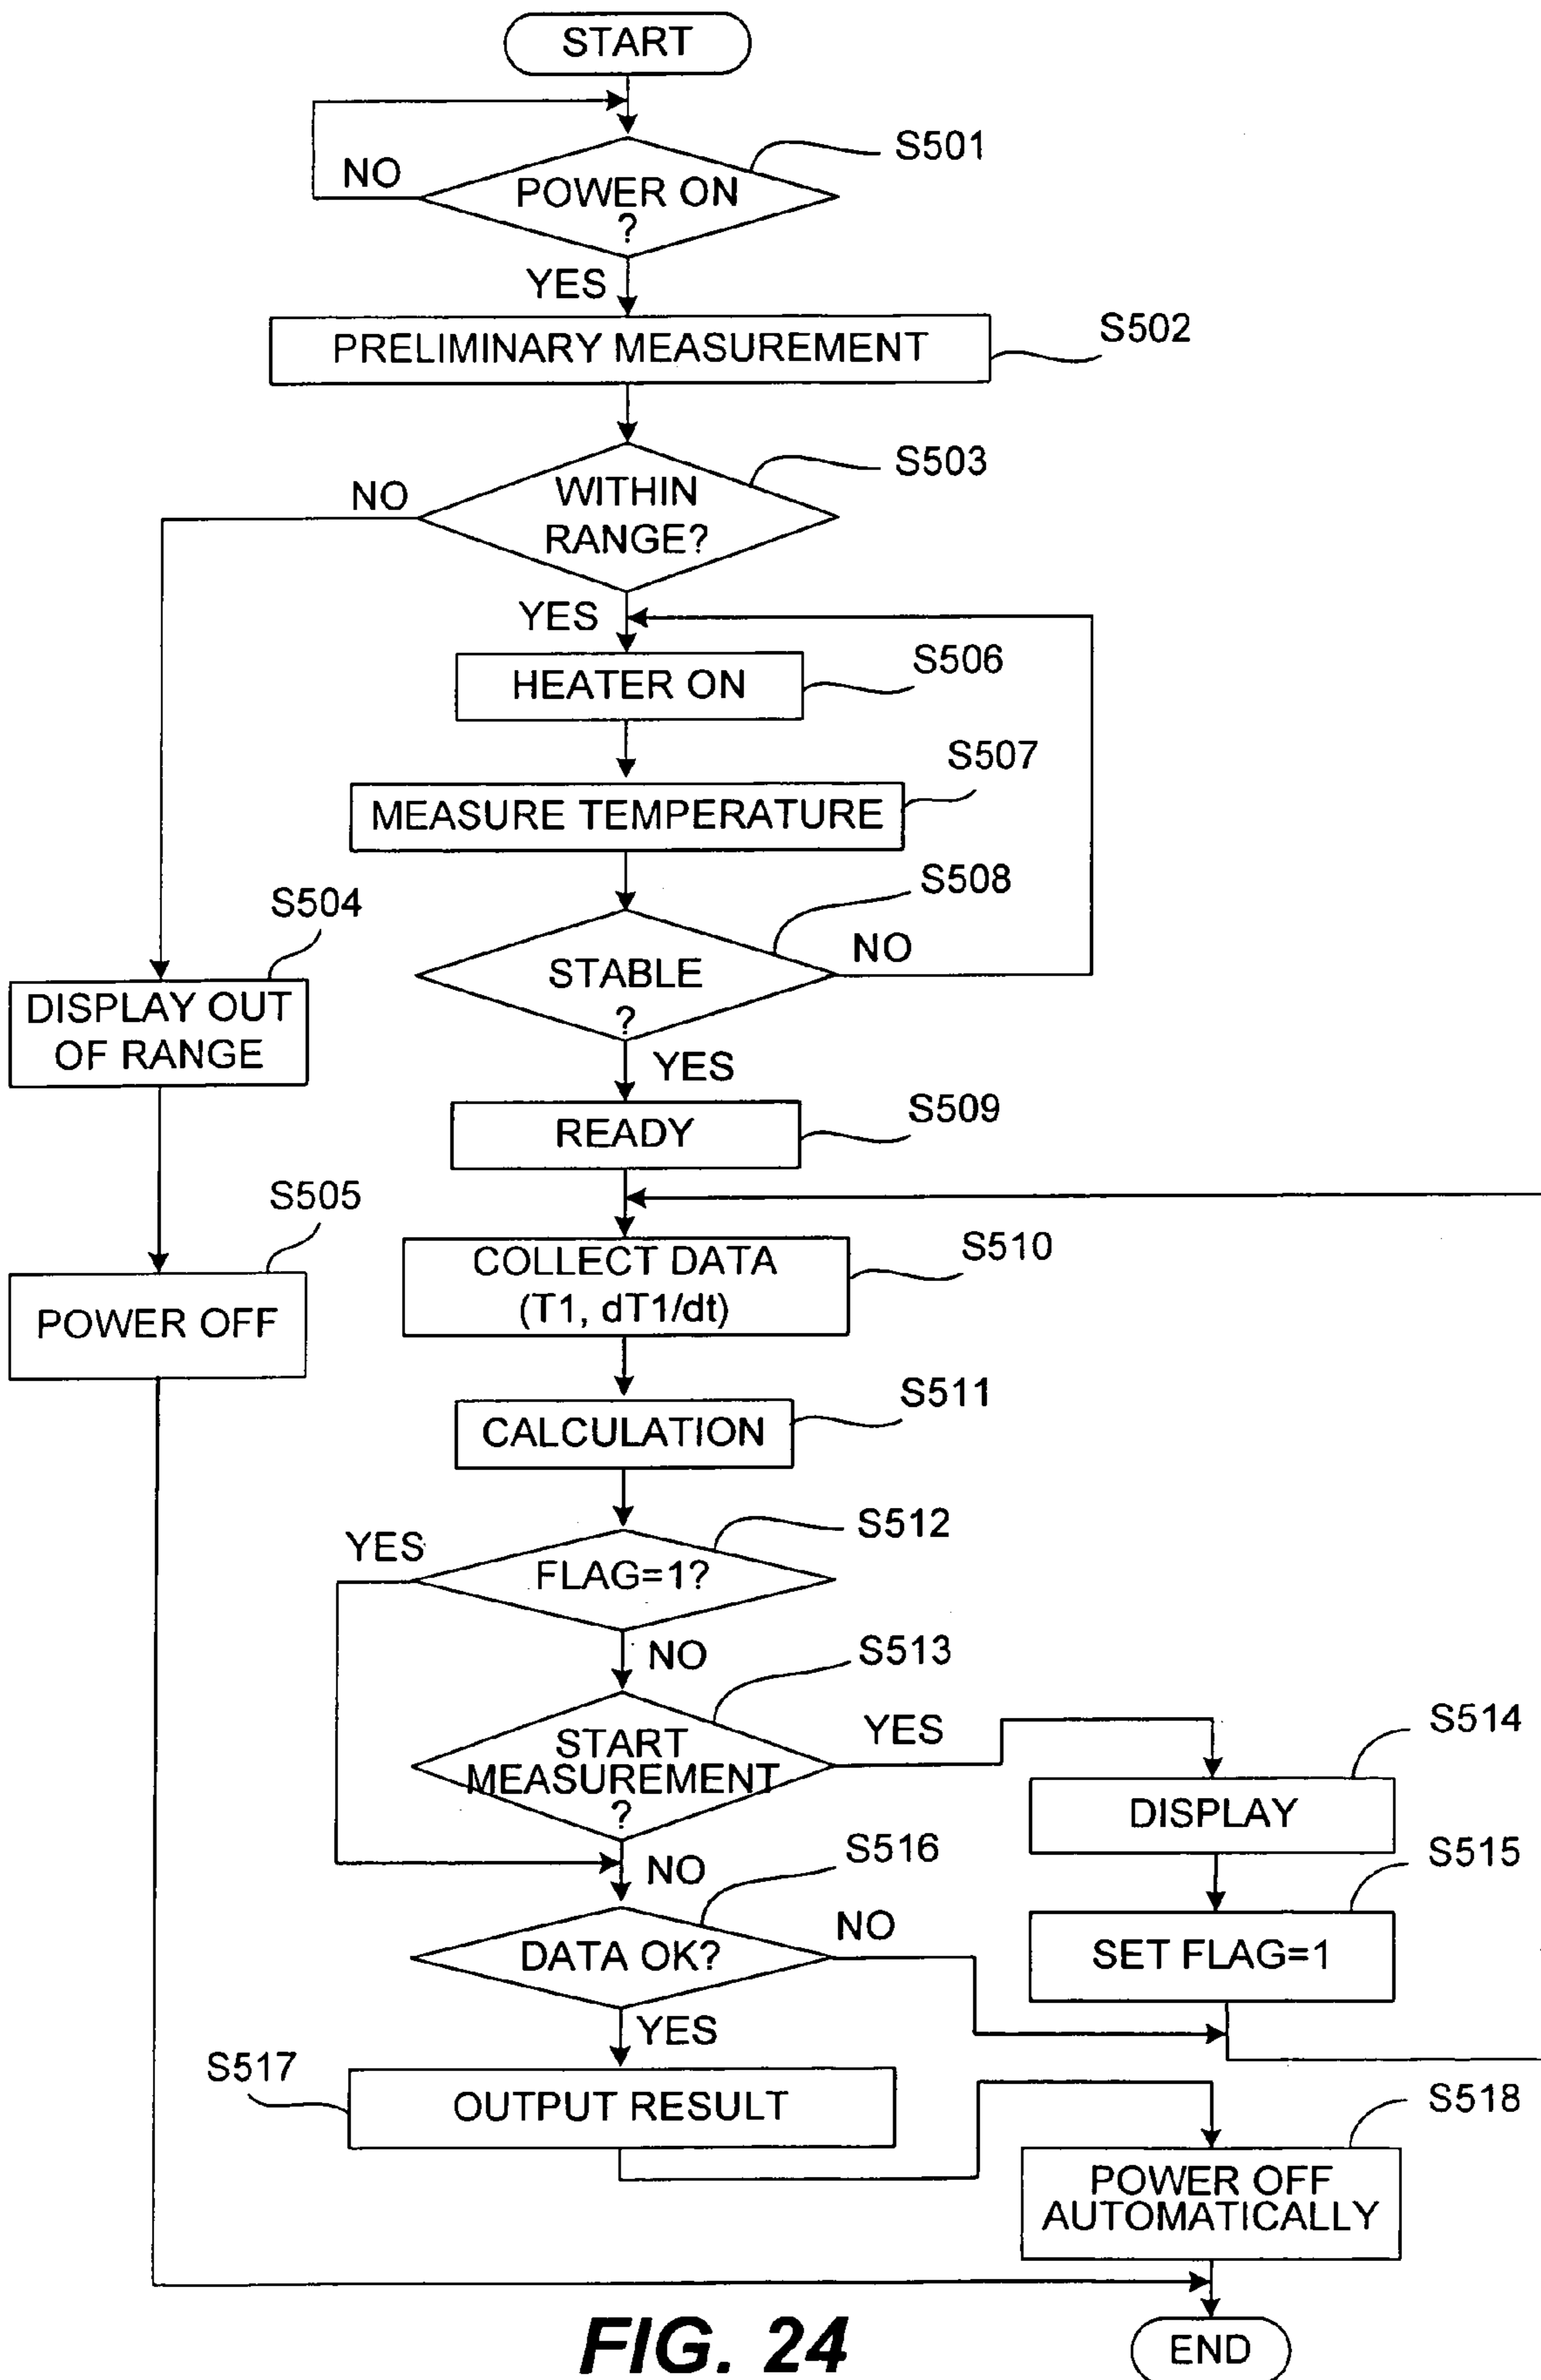 START
S501
NO
POWER ON
?
YES
S502
PRELIMINARY MEASUREMENT
S503
NO
WITHIN
RANGE?
YES
S506
HEATER ON
S507
MEASURE TEMPERATURE
S508
S504
NO
STABLE
?
DISPLAY OUT
OF RANGE
YES
S509
READY
S505
S510
COLLECT DATA
(T1, dT1/dt)
POWER OFF
S511
CALCULATION
S512
YES
FLAG=1?
NO
S513
YES
S514
START
MEASUREMENT
?
DISPLAY
S516
S515
NO
NO
DATA OK?
SET FLAG=1
YES
S517
OUTPUT RESULT
S518
POWER OFF
AUTOMATICALLY
FIG. 24
END